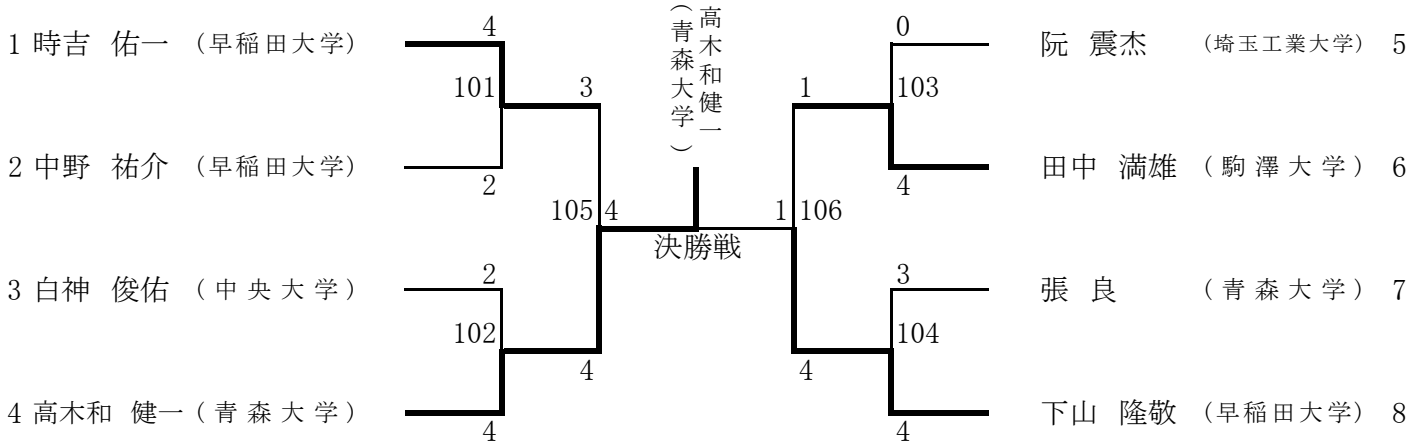 高木和健一
（青森大学）
4
0
1 時吉 佑一 （早稲田大学）
阮 震杰 （埼玉工業大学） 5
101
3
1
103
2 中野 祐介 （早稲田大学）
田中 満雄 （駒澤大学） 6
2
4
105
4
1
106
決勝戦
2
3
3 白神 俊佑 （中央大学）
張 良 （青森大学） 7
102
104
4
4
4 高木和 健一 （青森大学）
下山 隆敬 （早稲田大学） 8
4
4